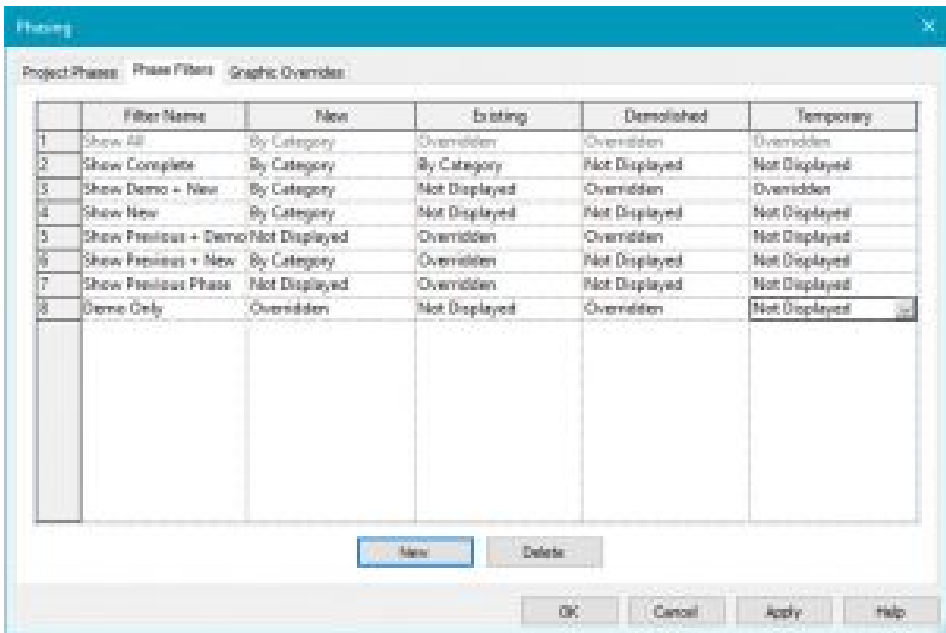 Phasing
Project Phases Phase Filters Graphic Overrides
Filter Name New Existing Demolished Temporary
1 Show All By Category Overridden Overridden Overridden
2 Show Complete By Category By Category Not Displayed Not Displayed
3 Show Demo + New By Category Not Displayed Overridden Overridden
4 Show New By Category Not Displayed Not Displayed Not Displayed
5 Show Previous + Demo Not Displayed Overridden Overridden Not Displayed
6 Show Previous + New By Category Overridden Not Displayed Not Displayed
7 Show Previous Phase Not Displayed Overridden Not Displayed Not Displayed
8 Demo Only Overridden Not Displayed Overridden Not Displayed
New Delete
OK Cancel Apply Help